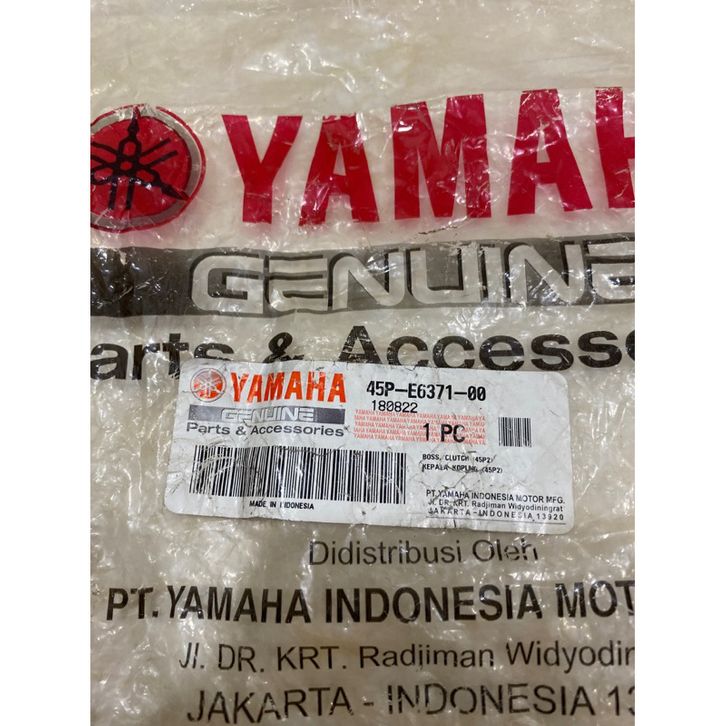 YAMAH
GENUINE
arts & Accesso
YAMAHA 45P-E6371-00
GENUINE 180822
Parts & Accessories 1 PC
BOSS, CLUTCH (45P2)
KEPALA KOPLING (45P2)
MADE IN INDONESIA
PT.YAMAHA INDONESIA MOTOR MFG.
Jl. DR. KRT. Radjiman Widyodiningrat
JAKARTA-INDONESIA 13920
Didistribusi Oleh
PT. YAMAHA INDONESIA MOT
Jl. DR. KRT. Radjiman Widyodin
JAKARTA - INDONESIA 13